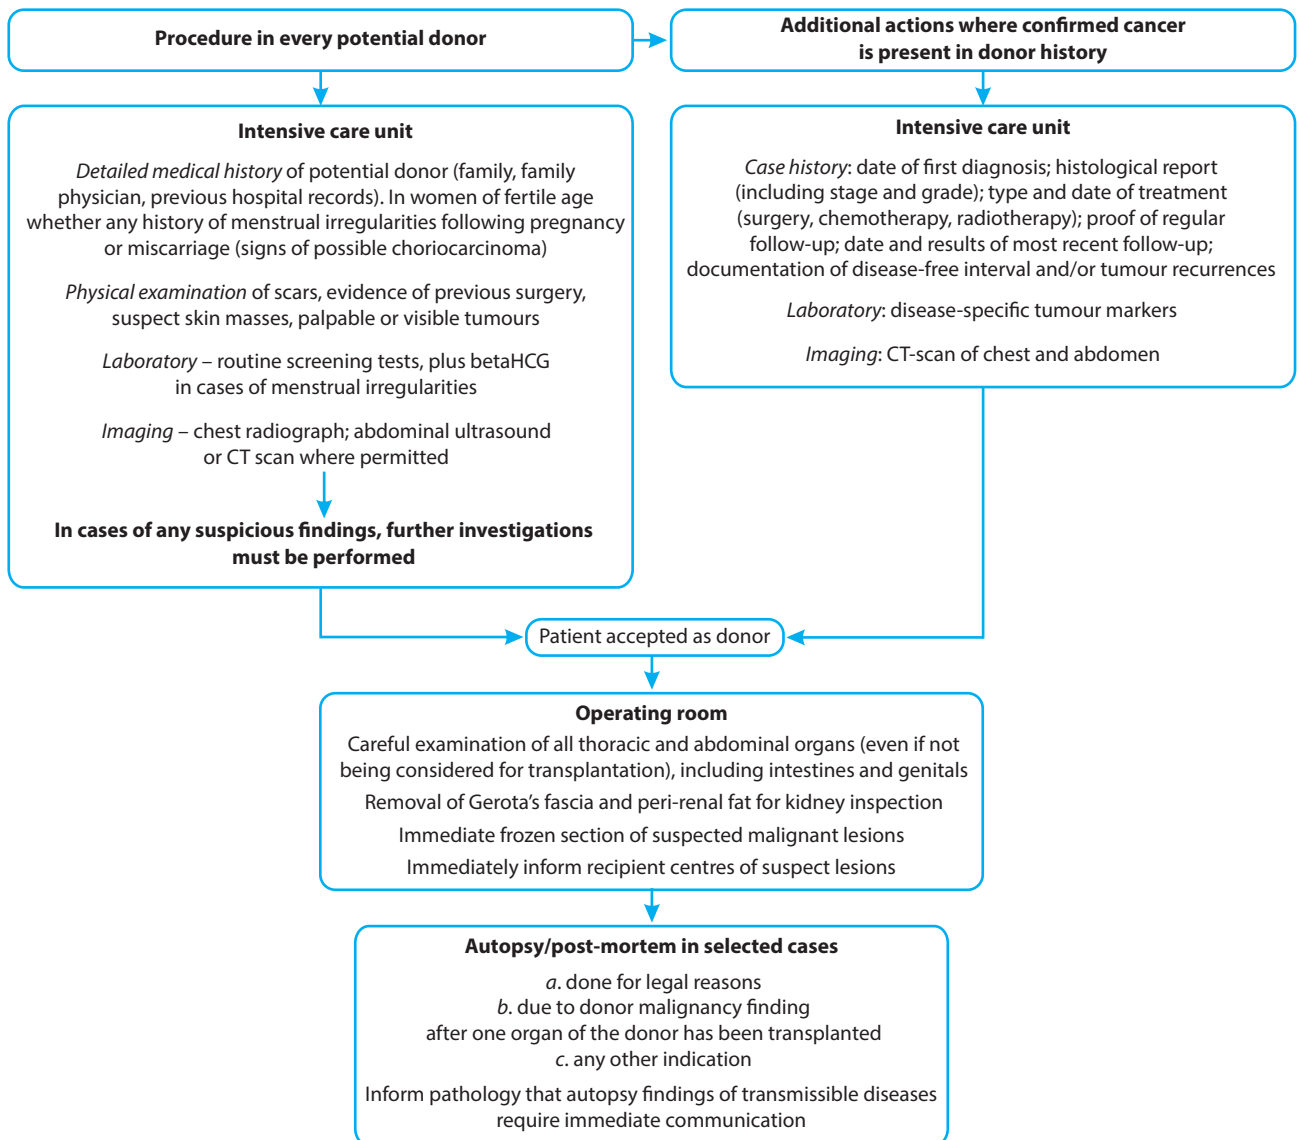 Procedure in every potential donor
Additional actions where confirmed cancer
is present in donor history
Intensive care unit
Detailed medical history of potential donor (family, family
physician, previous hospital records). In women of fertile age
whether any history of menstrual irregularities following pregnancy
or miscarriage (signs of possible choriocarcinoma)
Physical examination of scars, evidence of previous surgery,
suspect skin masses, palpable or visible tumours
Laboratory – routine screening tests, plus betaHCG
in cases of menstrual irregularities
Imaging – chest radiograph; abdominal ultrasound
or CT scan where permitted
In cases of any suspicious findings, further investigations
must be performed
Intensive care unit
Case history: date of first diagnosis; histological report
(including stage and grade); type and date of treatment
(surgery, chemotherapy, radiotherapy); proof of regular
follow-up; date and results of most recent follow-up;
documentation of disease-free interval and/or tumour recurrences
Laboratory: disease-specific tumour markers
Imaging: CT-scan of chest and abdomen
Patient accepted as donor
Operating room
Careful examination of all thoracic and abdominal organs (even if not
being considered for transplantation), including intestines and genitals
Removal of Gerota’s fascia and peri-renal fat for kidney inspection
Immediate frozen section of suspected malignant lesions
Immediately inform recipient centres of suspect lesions
Autopsy/post-mortem in selected cases
a. done for legal reasons
b. due to donor malignancy finding
after one organ of the donor has been transplanted
c. any other indication
Inform pathology that autopsy findings of transmissible diseases
require immediate communication